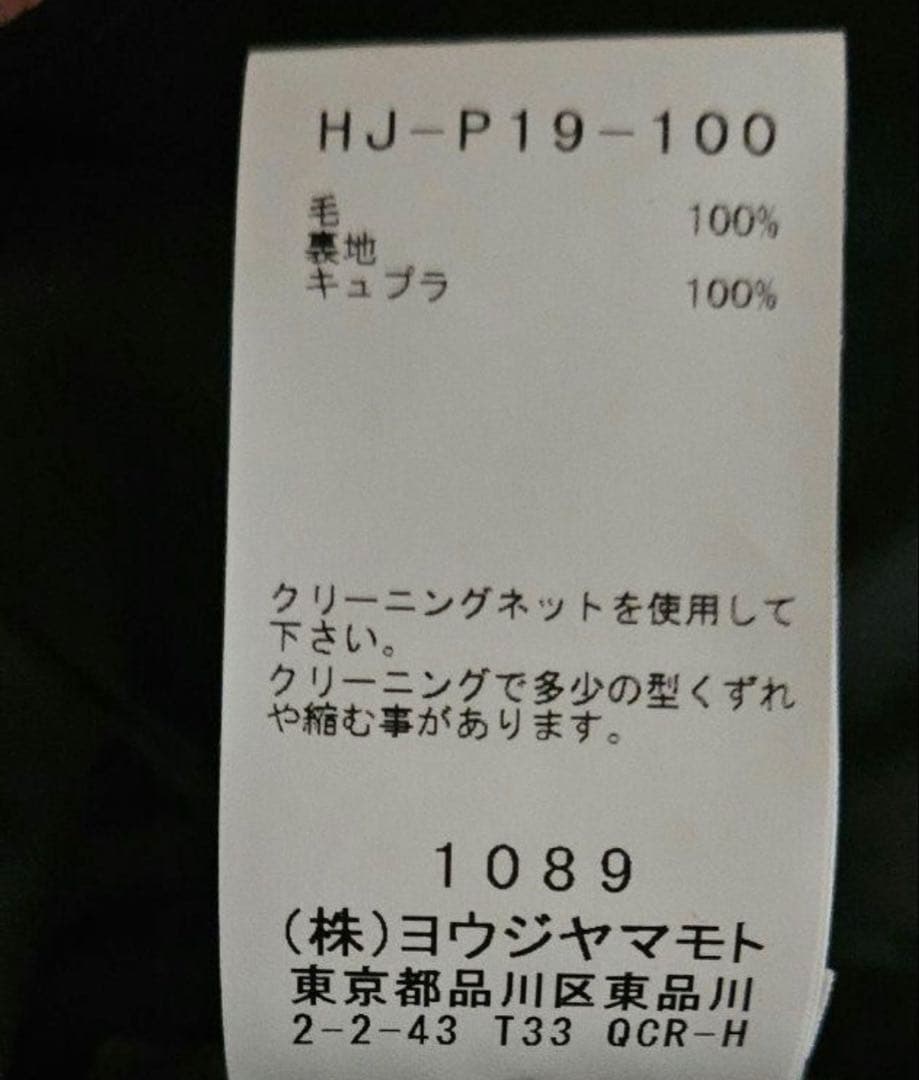 HJ-P19-100
毛 100%
裏地
キュプラ 100%
クリーニングネットを使用して
下さい。
クリーニングで多少の型くずれ
や縮む事があります。
1089
(株)ヨウジヤマモト
東京都品川区東品川
2-2-43 T33 QCR-H